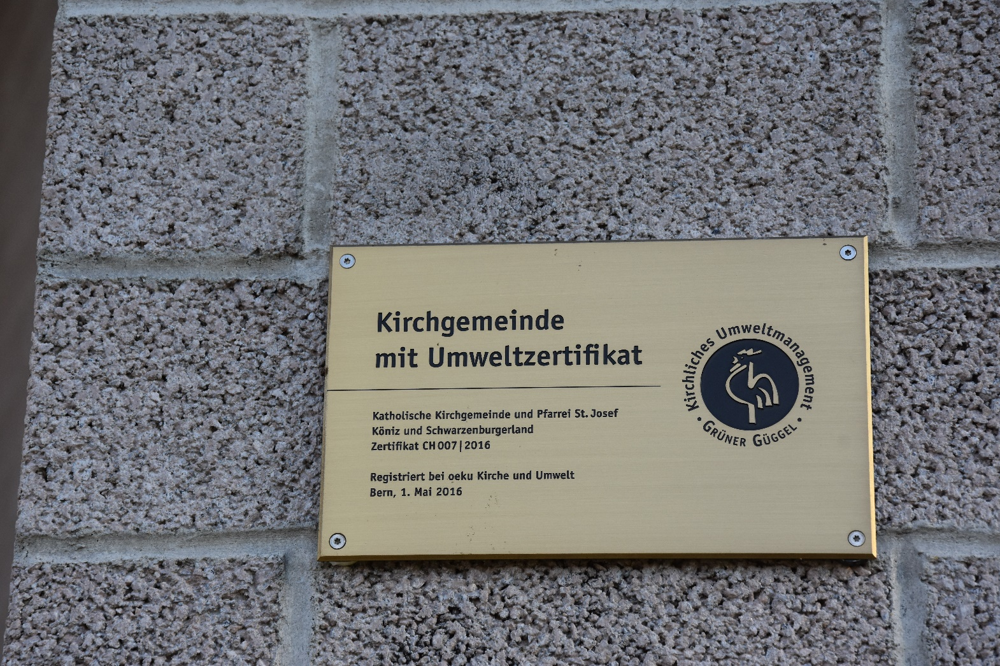 Kirchgemeinde
mit Umweltzertifikat
Katholische Kirchgemeinde und Pfarrei St. Josef
Köniz und Schwarzenburgerland
Zertifikat CH 007 | 2016
Registriert bei oeku Kirche und Umwelt
Bern, 1. Mai 2016
Kirchliches Umweltmanagement
• GRÜNER GÜGGEL •